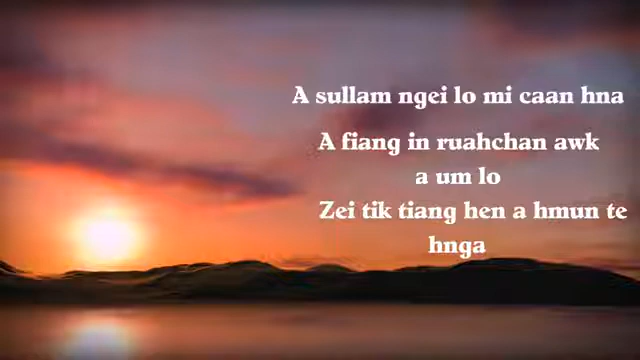 A sullam ngei lo mi caan hna
A fiang in ruahchan awk
a um lo
Zei tik tiang hen a hmun te
hnga